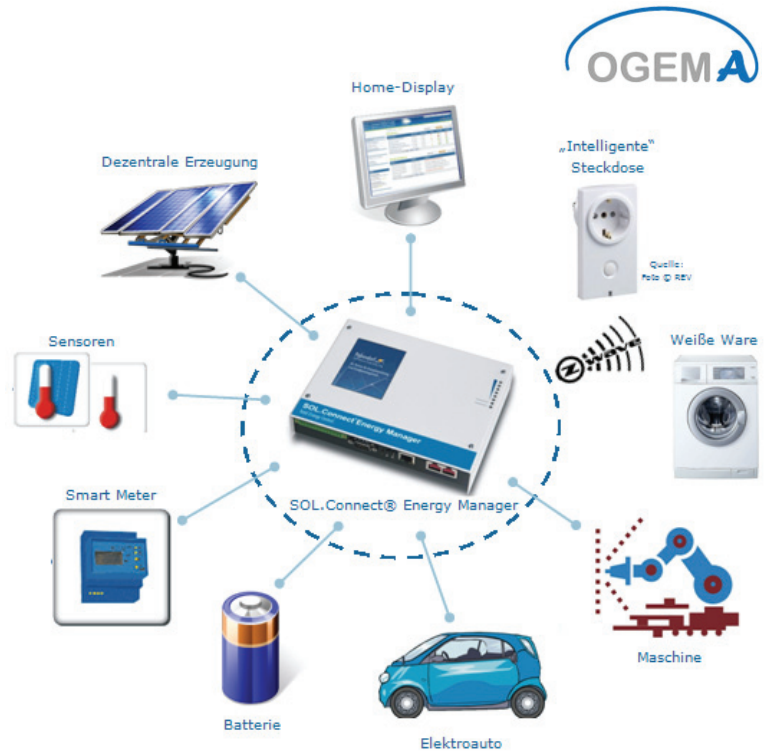 OGEMA
Home-Display
„Intelligente“
Steckdose
Dezentrale Erzeugung
Quelle:
Foto © REV
Sensoren
Z
wave
Weiße Ware
SOL.Connect® Energy Manager
Smart Meter
SOL.Connect® Energy Manager
Batterie
Elektroauto
Maschine